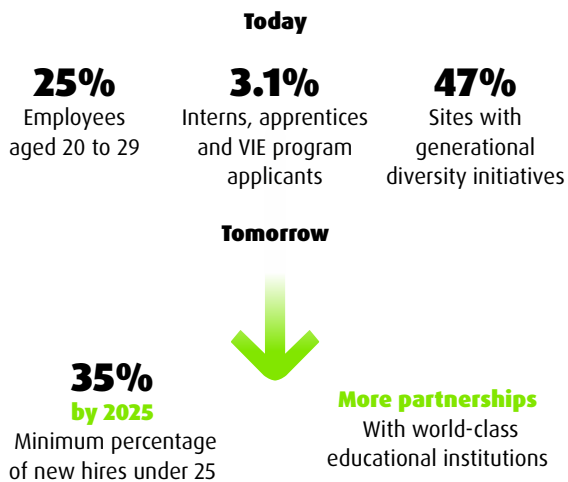 Today
25%
Employees
aged 20 to 29
3.1%
Interns, apprentices
and VIE program
applicants
47%
Sites with
generational
diversity initiatives
Tomorrow
35%
by 2025
Minimum percentage
of new hires under 25
More partnerships
With world-class
educational institutions